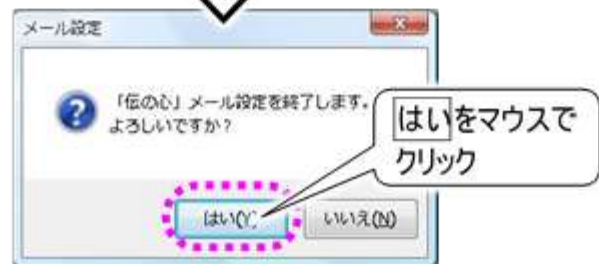 メール設定
「伝の心」メール設定を終了します。
よろしいですか?
はいをマウスで
クリック
はい(Y)
いいえ(N)